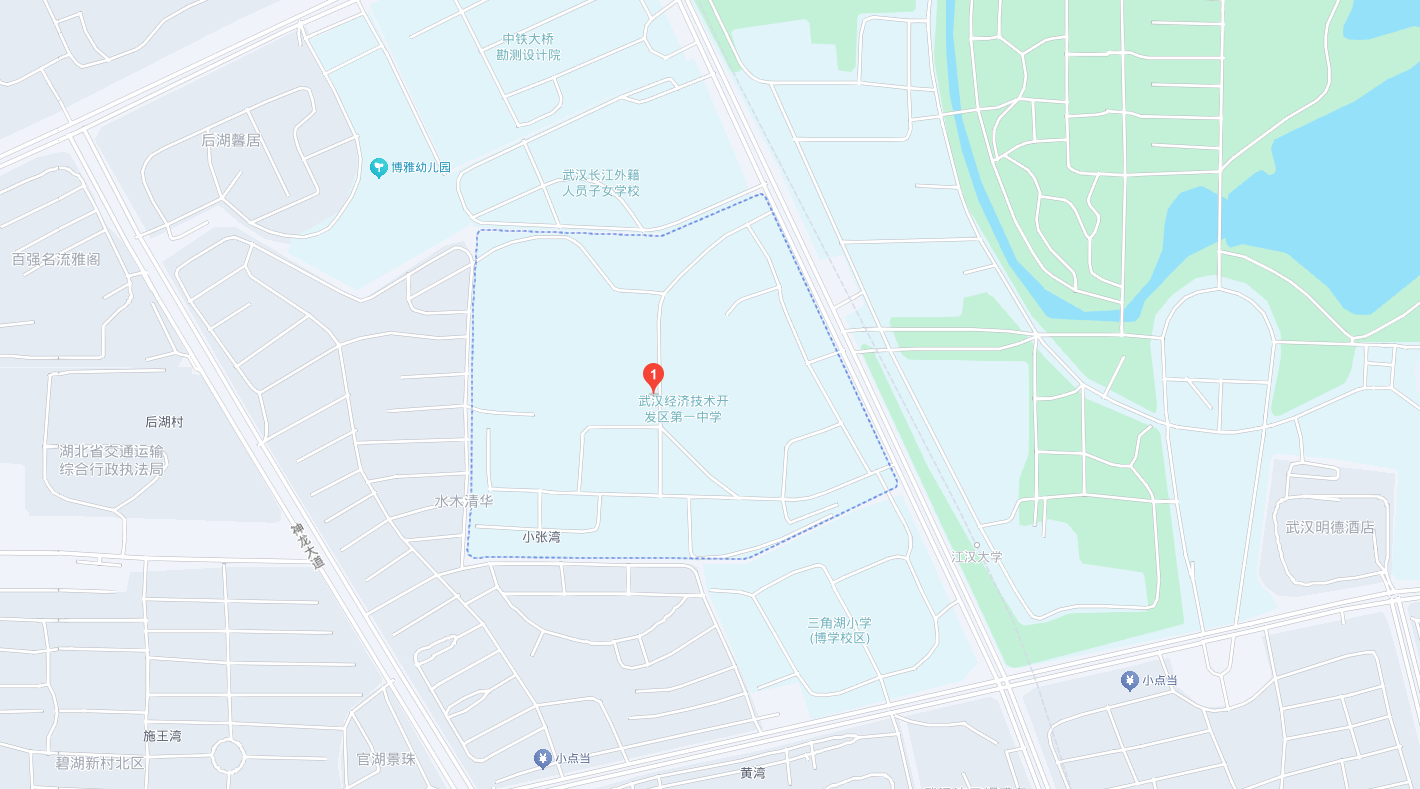 中铁大桥
勘测设计院
后湖馨居
博雅幼儿园
武汉长江外籍
人员子女学校
百强名流雅阁
1
武汉经济技术开
发区第一中学
后湖村
湖北省交通运输
综合行政执法局
水木清华
神龙大道
小张湾
武汉明德酒店
江汉大学
三角湖小学
(博学校区)
小点当
施王湾
碧湖新村北区
官湖景珠
小点当
黄湾